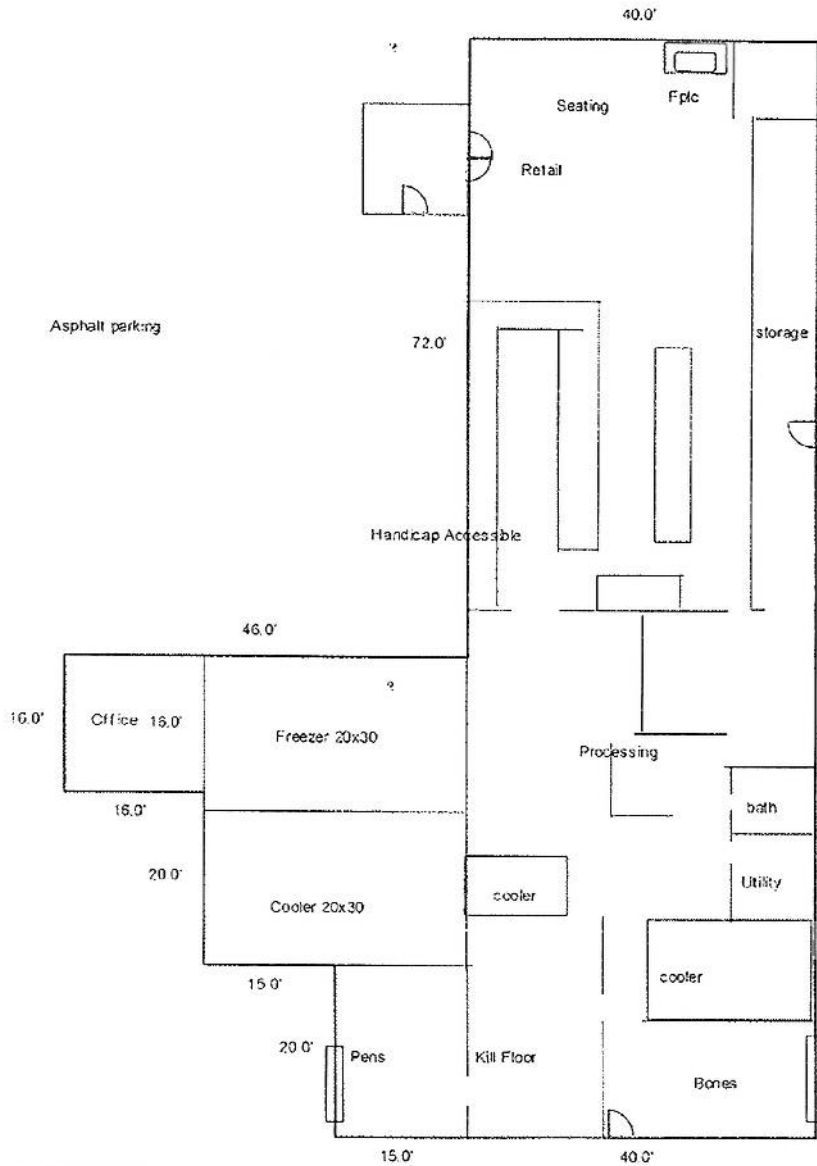 40.0'
?
Fplc
Seating
Retail
Asphalt parking
72.0'
storage
Handicap Accessible
46.0'
?
16.0'
Office 16.0'
Freezer 20x30
Processing
16.0'
bath
20.0'
Utility
cooler
Cooler 20x30
cooler
15.0'
20.0'
Pens
Kill Floor
Bones
15.0'
40.0'